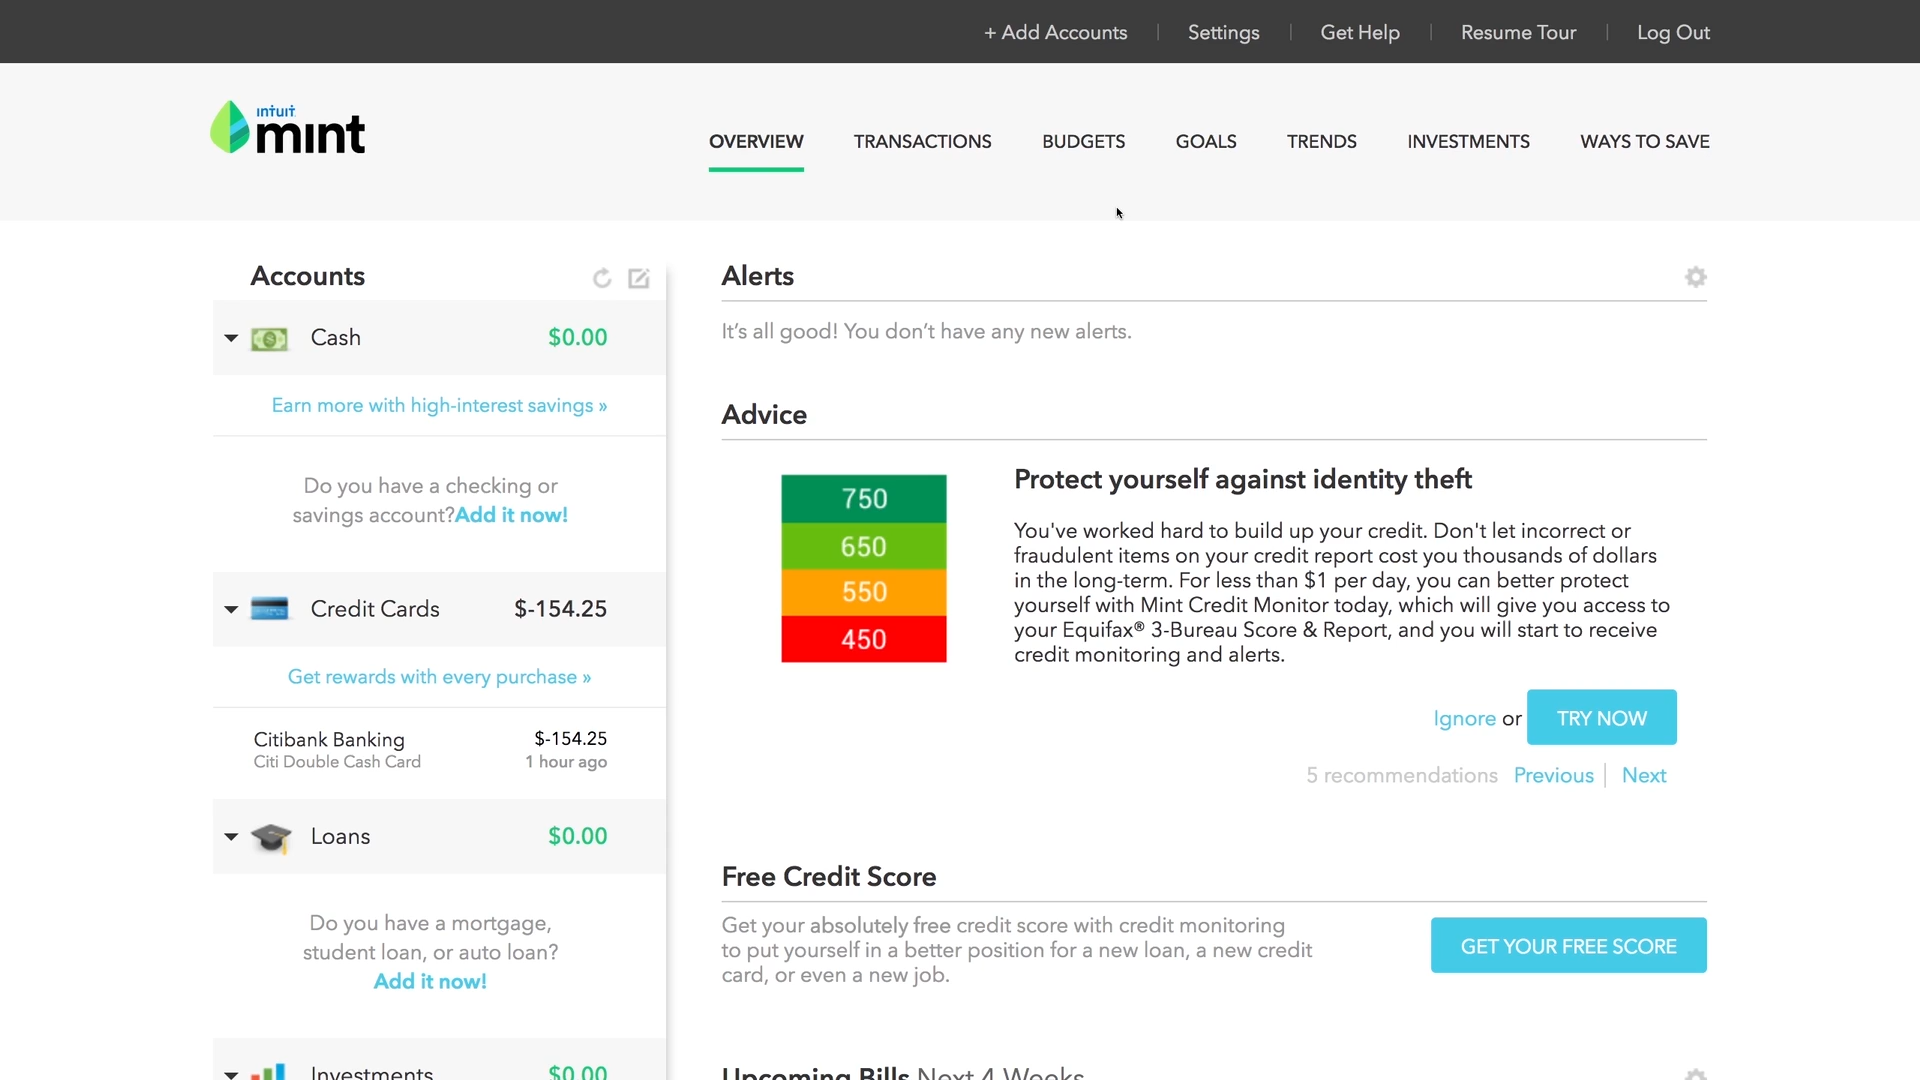 + Add Accounts | Settings | Get Help | Resume Tour | Log Out
intuit
mint
OVERVIEW TRANSACTIONS BUDGETS GOALS TRENDS INVESTMENTS WAYS TO SAVE
Accounts
Cash $0.00
Earn more with high-interest savings »
Do you have a checking or
savings account?Add it now!
Credit Cards $-154.25
Get rewards with every purchase »
Citibank Banking $-154.25
Citi Double Cash Card 1 hour ago
Loans $0.00
Do you have a mortgage,
student loan, or auto loan?
Add it now!
Investments $0.00
Alerts
It’s all good! You don’t have any new alerts.
Advice
750
650
550
450
Protect yourself against identity theft
You've worked hard to build up your credit. Don't let incorrect or
fraudulent items on your credit report cost you thousands of dollars
in the long-term. For less than $1 per day, you can better protect
yourself with Mint Credit Monitor today, which will give you access to
your Equifax® 3-Bureau Score & Report, and you will start to receive
credit monitoring and alerts.
Ignore or TRY NOW
5 recommendations Previous | Next
Free Credit Score
Get your absolutely free credit score with credit monitoring
to put yourself in a better position for a new loan, a new credit
card, or even a new job.
GET YOUR FREE SCORE
Upcoming Bills Next 4 Weeks